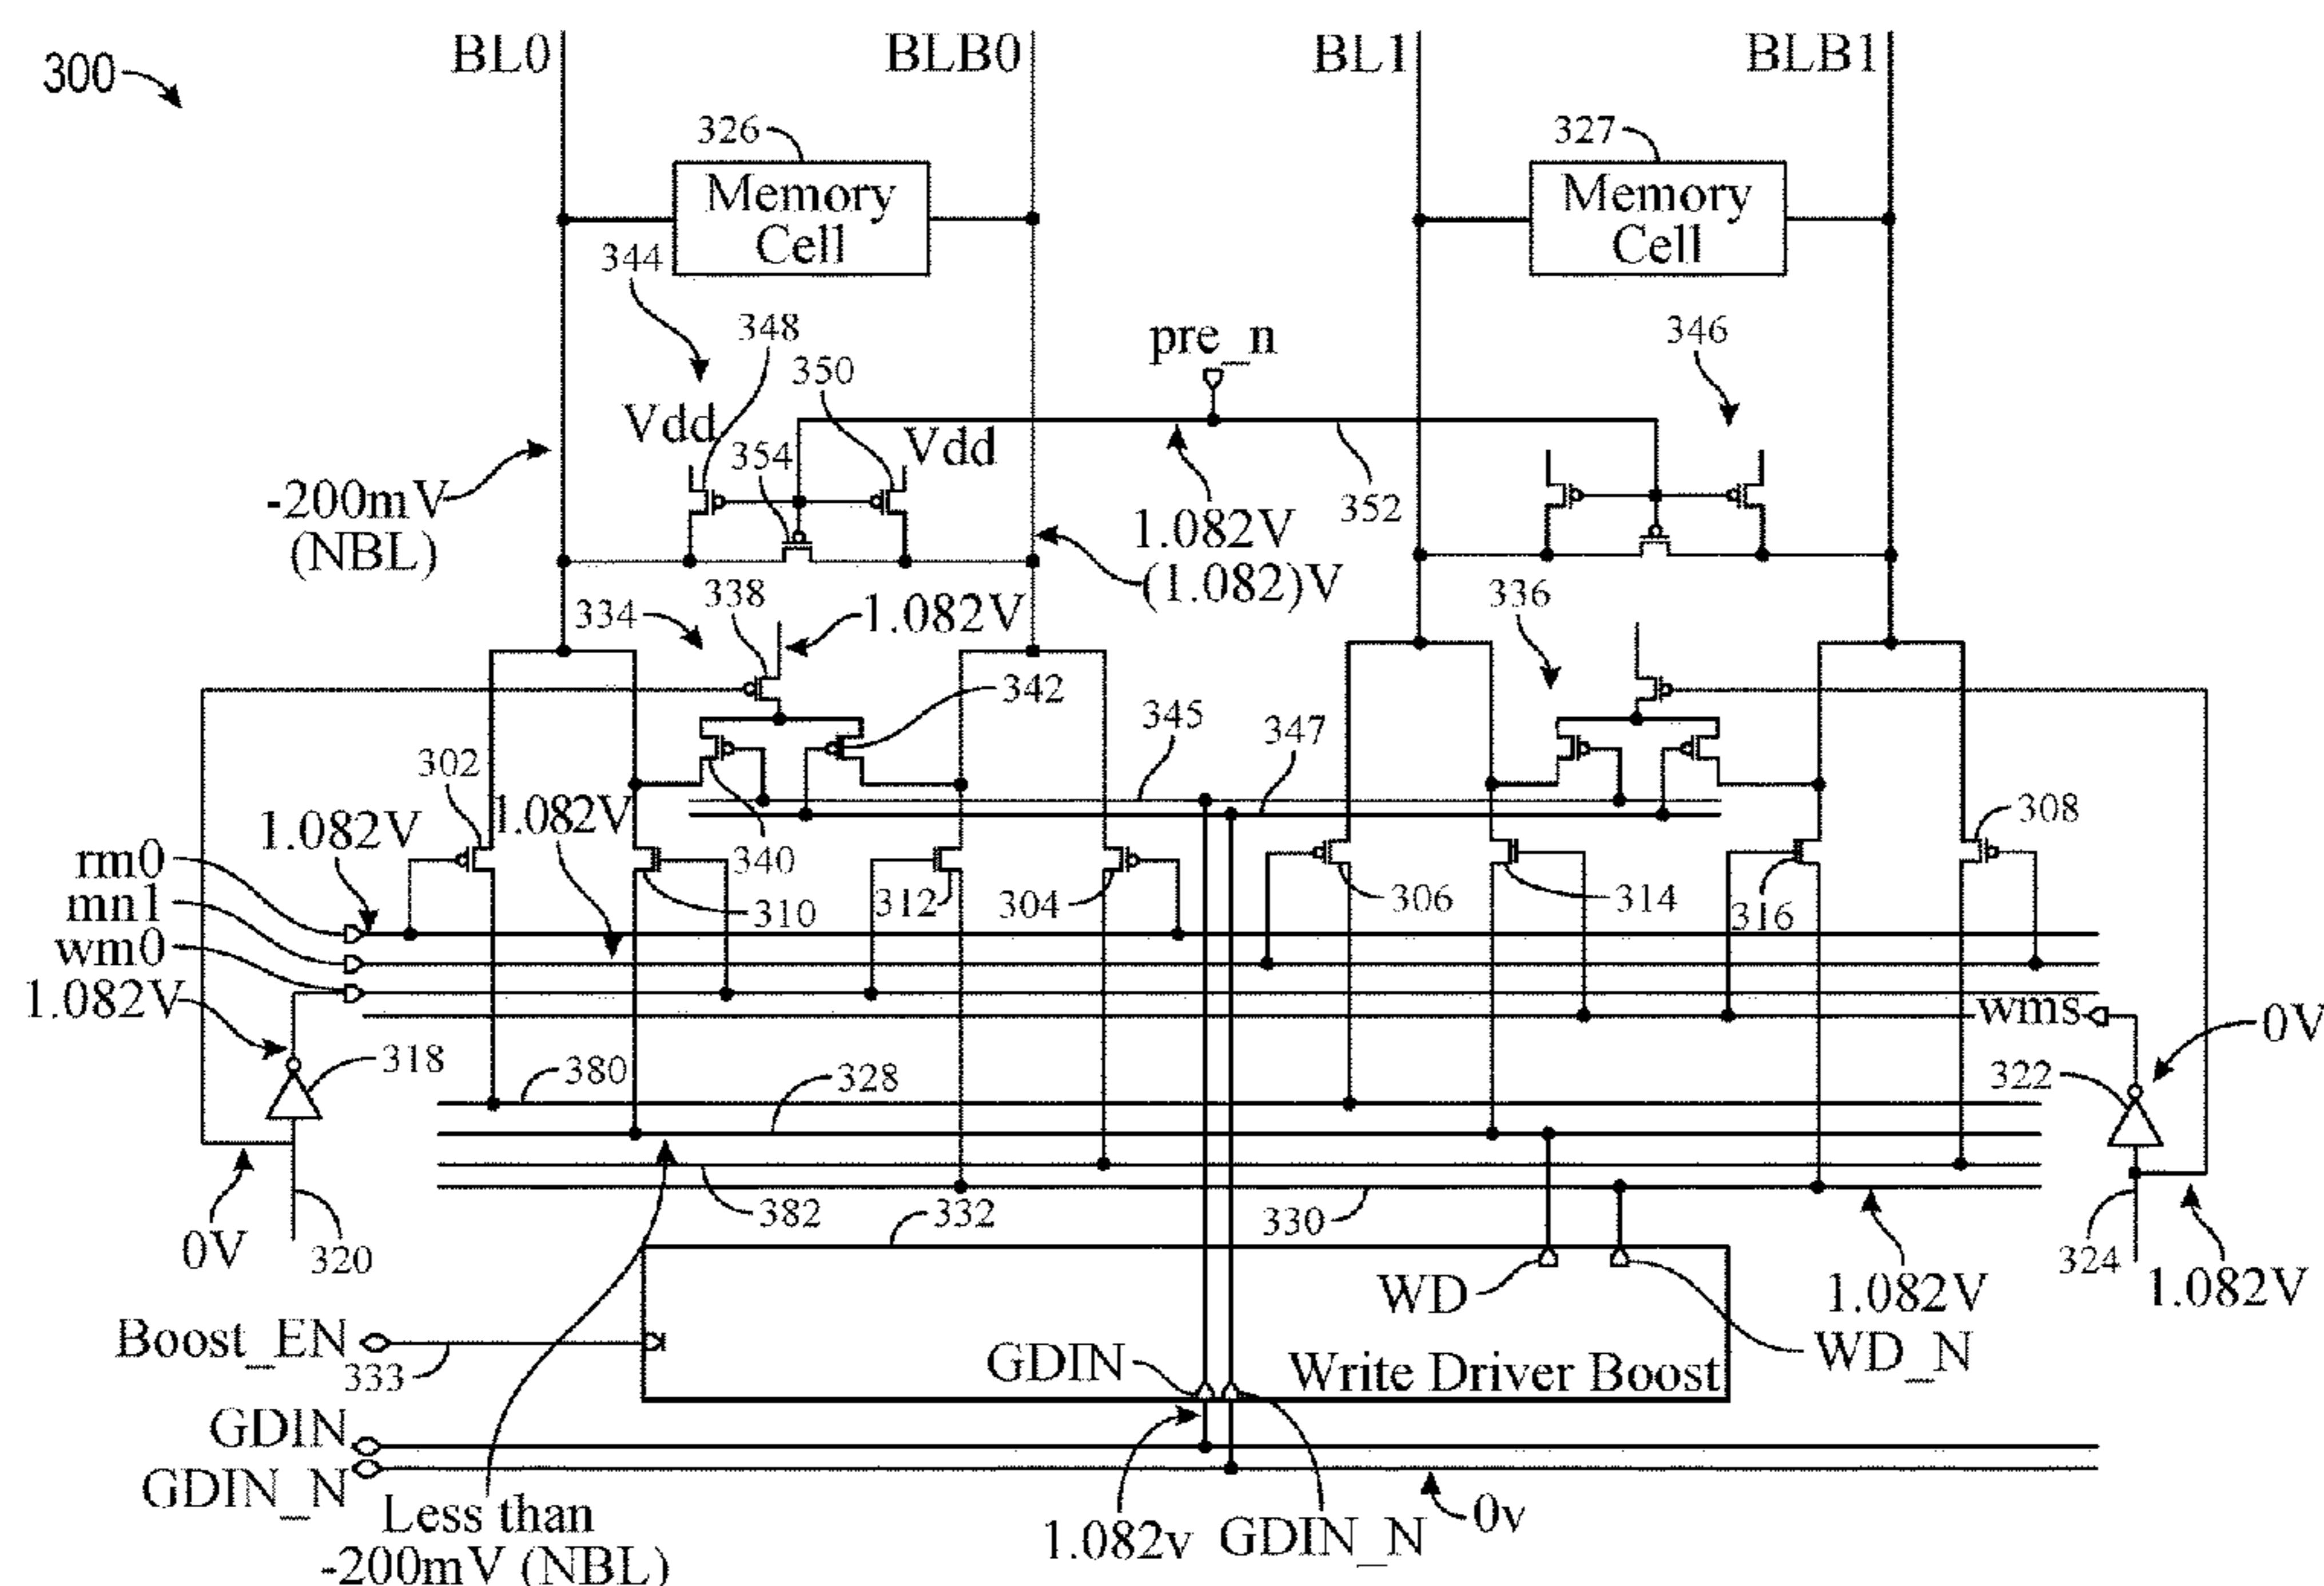 300
BL0
BLB0
BL1
BLB1
326
Memory
Cell
327
Memory
Cell
344
348
350
Vdd
354
Vdd
pre_n
346
-200mV
(NBL)
1.082V
352
(1.082)V
334
338
1.082V
336
342
345
347
302
1.082V
1.082V
308
rm0
mn1
wm0
340
310
312
304
306
314
316
1.082V
wms
0V
318
380
328
322
0V
320
382
332
330
324
1.082V
1.082V
WD
WD_N
Boost_EN
333
GDIN
Write Driver Boost
GDIN
GDIN_N
Less than
-200mV (NBL)
1.082v
GDIN_N
0v